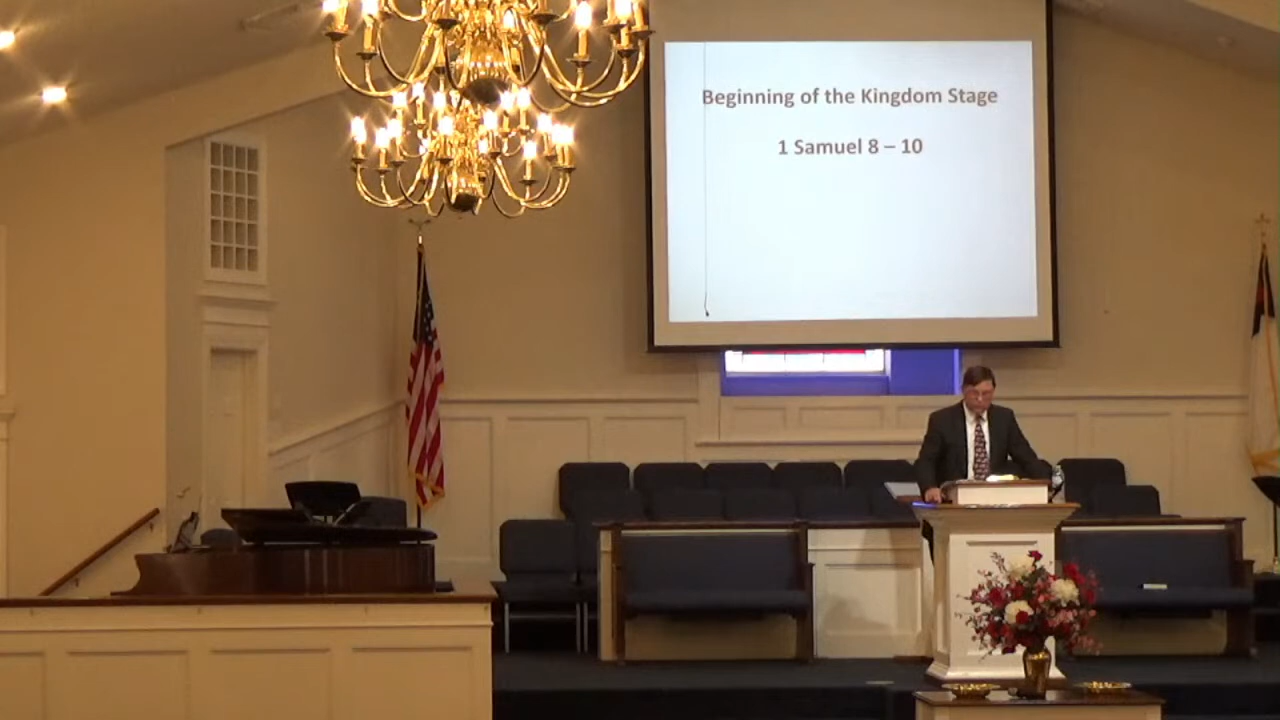 Beginning of the Kingdom Stage
1 Samuel 8 – 10